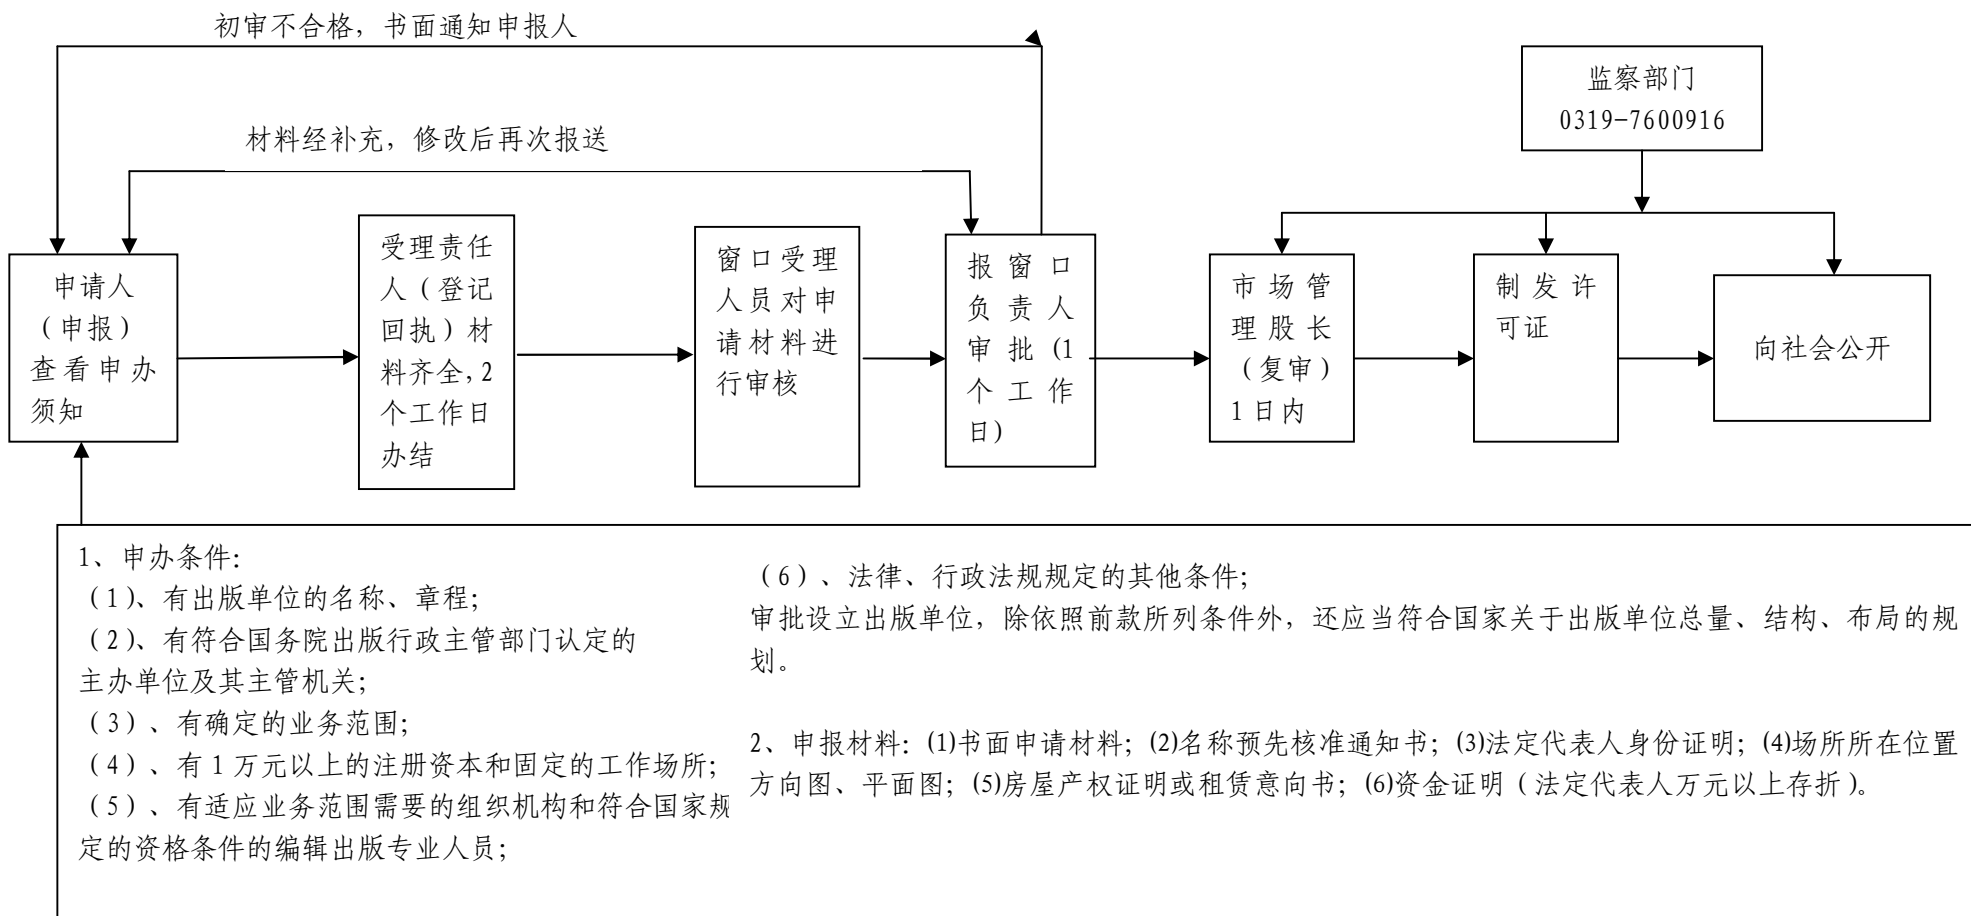 初审不合格，书面通知申报人
监察部门
0319-7600916
材料经补充，修改后再次报送
申请人
（申报）
查看申办
须知
受理责任
人（登记
回执）材
料齐全，2
个工作日
办结
窗口受理
人员对申
请材料进
行审核
报窗口
负责人
审批(1
个工作
日)
市场管
理股长
（复审）
1日内
制发许
可证
向社会公开
1、申办条件：
（1）、有出版单位的名称、章程；
（2）、有符合国务院出版行政主管部门认定的
主办单位及其主管机关；
（3）、有确定的业务范围；
（4）、有1万元以上的注册资本和固定的工作场所；
（5）、有适应业务范围需要的组织机构和符合国家规
定的资格条件的编辑出版专业人员；
（6）、法律、行政法规规定的其他条件；
审批设立出版单位，除依照前款所列条件外，还应当符合国家关于出版单位总量、结构、布局的规
划。
2、申报材料：(1)书面申请材料；(2)名称预先核准通知书；(3)法定代表人身份证明；(4)场所所在位置
方向图、平面图；(5)房屋产权证明或租赁意向书；(6)资金证明（法定代表人万元以上存折）。